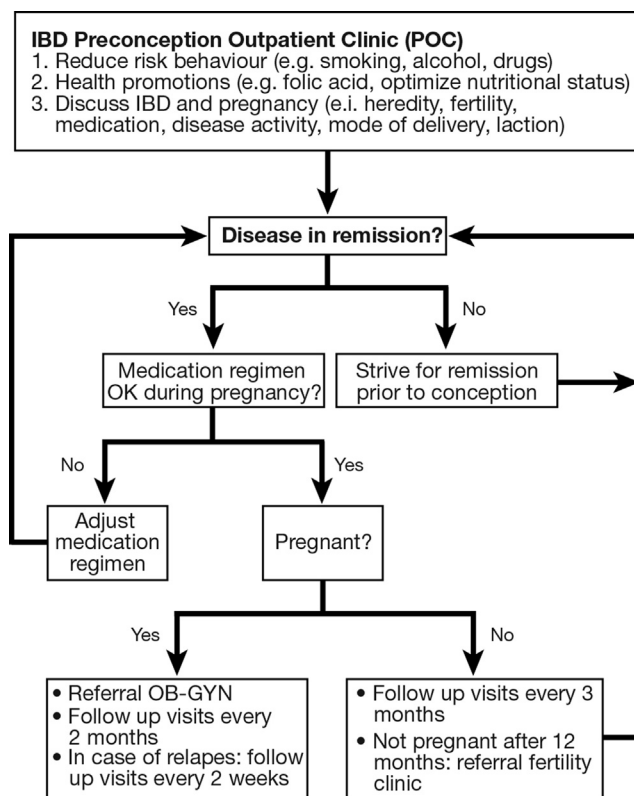 IBD Preconception Outpatient Clinic (POC)
1. Reduce risk behaviour (e.g. smoking, alcohol, drugs)
2. Health promotions (e.g. folic acid, optimize nutritional status)
3. Discuss IBD and pregnancy (e.i. heredity, fertility,
medication, disease activity, mode of delivery, laction)
Disease in remission?
Yes
No
Medication regimen
OK during pregnancy?
Strive for remission
prior to conception
No
Yes
Adjust
medication
regimen
Pregnant?
Yes
No
• Referral OB-GYN
• Follow up visits every
2 months
• In case of relapes: follow
up visits every 2 weeks
• Follow up visits every 3
months
• Not pregnant after 12
months: referral fertility
clinic